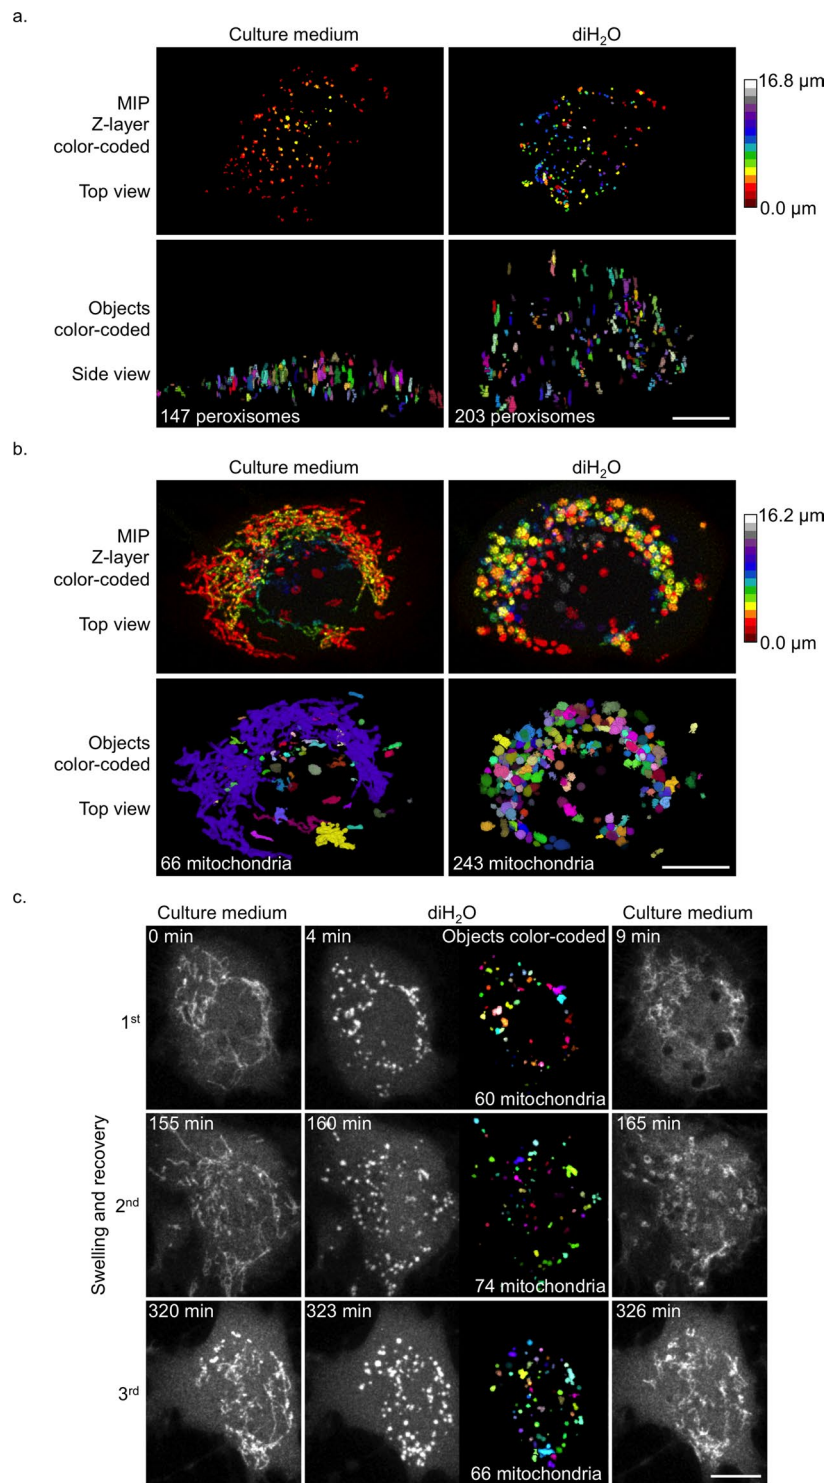 a.
Culture medium
diH₂O
MIP
Z-layer
color-coded
Top view
16.8 µm
0.0 µm
Objects
color-coded
Side view
147 peroxisomes
203 peroxisomes
b.
Culture medium
diH₂O
MIP
Z-layer
color-coded
Top view
16.2 µm
0.0 µm
Objects
color-coded
Top view
66 mitochondria
243 mitochondria
c.
Culture medium
diH₂O
Culture medium
Swelling and recovery
1st
0 min
4 min
Objects color-coded
60 mitochondria
9 min
2nd
155 min
160 min
74 mitochondria
165 min
3rd
320 min
323 min
66 mitochondria
326 min